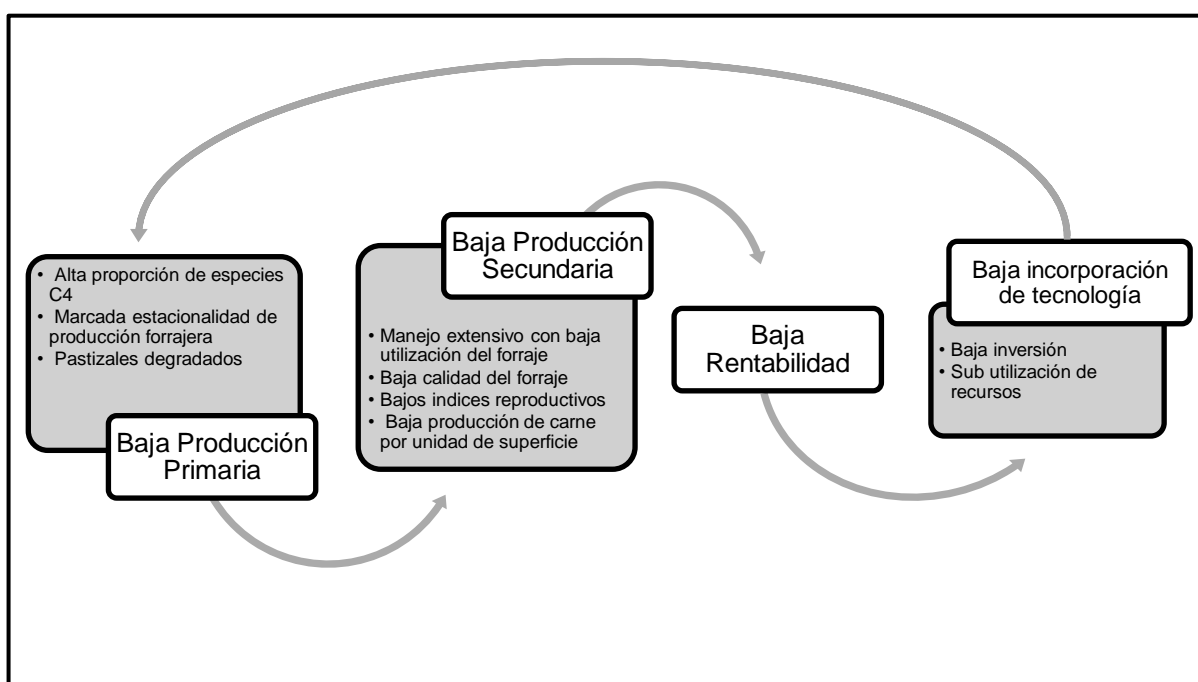 • Alta proporción de especies
C4
• Marcada estacionalidad de
producción forrajera
• Pastizales degradados
Baja Producción
Primaria
Baja Producción
Secundaria
• Manejo extensivo con baja
utilización del forraje
• Baja calidad del forraje
• Bajos indices reproductivos
• Baja producción de carne
por unidad de superficie
Baja
Rentabilidad
Baja incorporación
de tecnología
• Baja inversión
• Sub utilización de
recursos